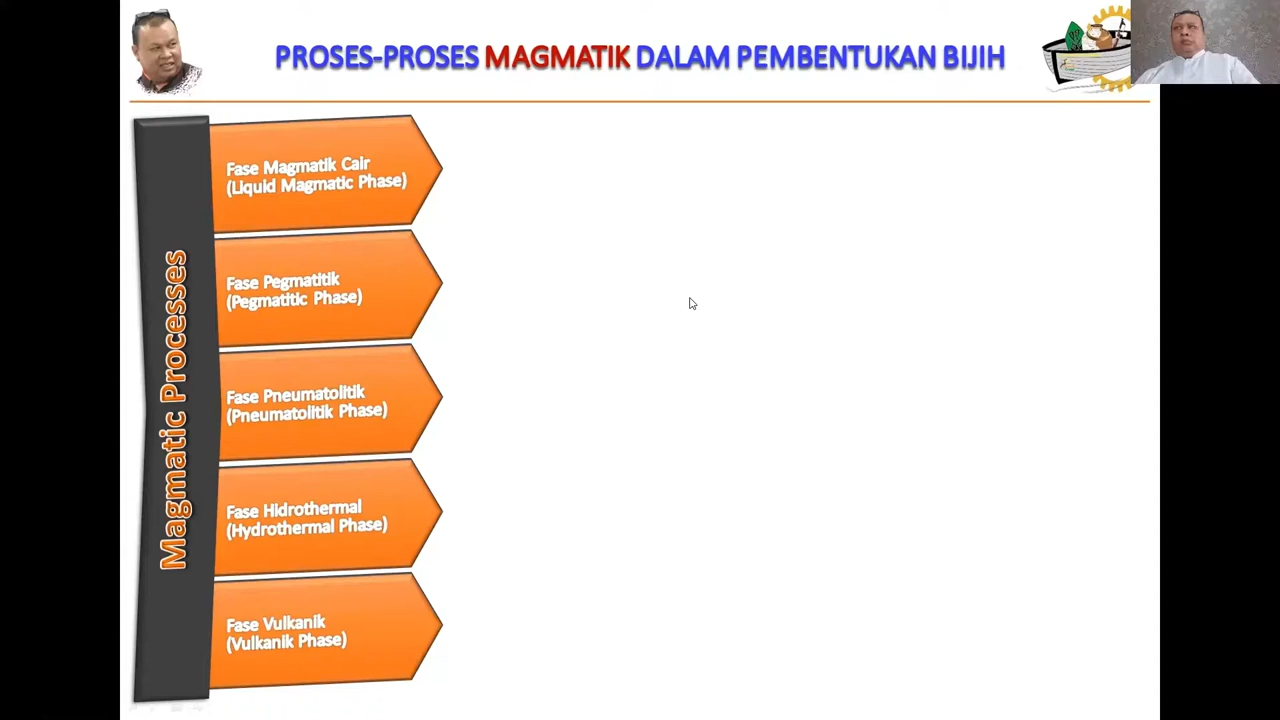 PROSES-PROSES MAGMATIK DALAM PEMBENTUKAN BIJIH
Magmatic Processes
Fase Magmatik Cair
(Liquid Magmatic Phase)
Fase Pegmatitik
(Pegmatitic Phase)
Fase Pneumatolitik
(Pneumatolitik Phase)
Fase Hidrothermal
(Hydrothermal Phase)
Fase Vulkanik
(Vulkanik Phase)